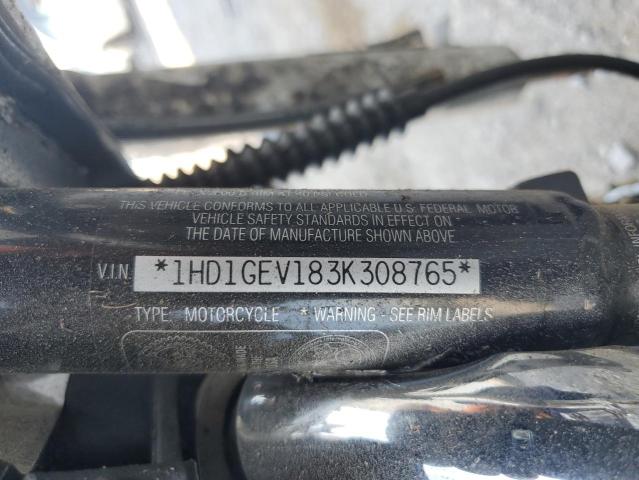 THIS VEHICLE CONFORMS TO ALL APPLICABLE U.S. FEDERAL MOTOR
VEHICLE SAFETY STANDARDS IN EFFECT ON
THE DATE OF MANUFACTURE SHOWN ABOVE
V.I.N. *1HD1GEV183K308765*
TYPE: MOTORCYCLE * WARNING - SEE RIM LABELS